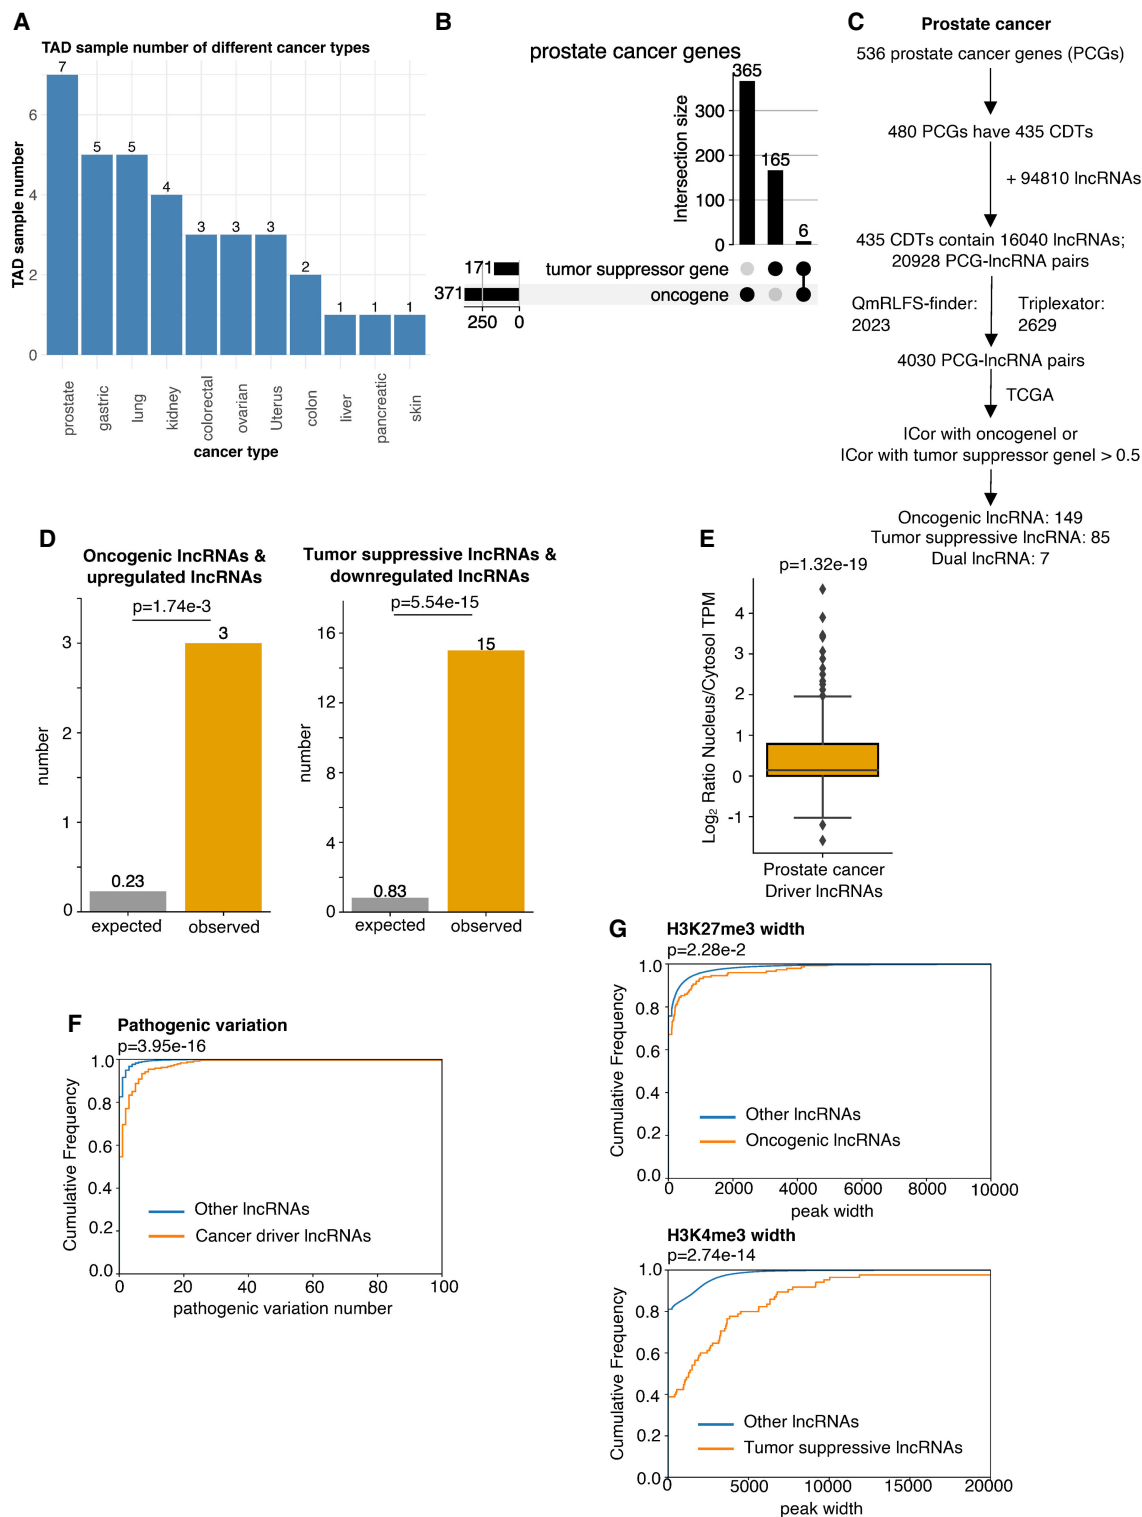 A
TAD sample number of different cancer types
TAD sample number
7
5
5
4
3
3
3
2
1
1
1
6
4
2
0
prostate
gastric
lung
kidney
colorectal
ovarian
Uterus
colon
liver
pancreatic
skin
cancer type
B
prostate cancer genes
Intersection size
365
165
6
300
200
100
0
171
tumor suppressor gene
371
oncogene
250
0
C
Prostate cancer
536 prostate cancer genes (PCGs)
480 PCGs have 435 CDTs
+ 94810 lncRNAs
435 CDTs contain 16040 lncRNAs;
20928 PCG-lncRNA pairs
QmRLFS-finder:
2023
Triplexator:
2629
4030 PCG-lncRNA pairs
TCGA
ICor with oncogeneI or
ICor with tumor suppressor geneI > 0.5
Oncogenic lncRNA: 149
Tumor suppressive lncRNA: 85
Dual lncRNA: 7
D
Oncogenic lncRNAs &
upregulated lncRNAs
p=1.74e-3
number
3
2
1
0
0.23
3
expected
observed
Tumor suppressive lncRNAs &
downregulated lncRNAs
p=5.54e-15
number
16
12
8
4
0
0.83
15
expected
observed
E
p=1.32e-19
Log2 Ratio Nucleus/Cytosol TPM
4
3
2
1
0
-1
Prostate cancer
Driver lncRNAs
F
Pathogenic variation
p=3.95e-16
Cumulative Frequency
1.0
0.8
0.6
0.4
0.2
0.0
Other lncRNAs
Cancer driver lncRNAs
0
20
40
60
80
100
pathogenic variation number
G
H3K27me3 width
p=2.28e-2
Cumulative Frequency
1.0
0.8
0.6
0.4
0.2
0.0
Other lncRNAs
Oncogenic lncRNAs
0
2000
4000
6000
8000
10000
peak width
H3K4me3 width
p=2.74e-14
Cumulative Frequency
1.0
0.8
0.6
0.4
0.2
0.0
Other lncRNAs
Tumor suppressive lncRNAs
0
5000
10000
15000
20000
peak width